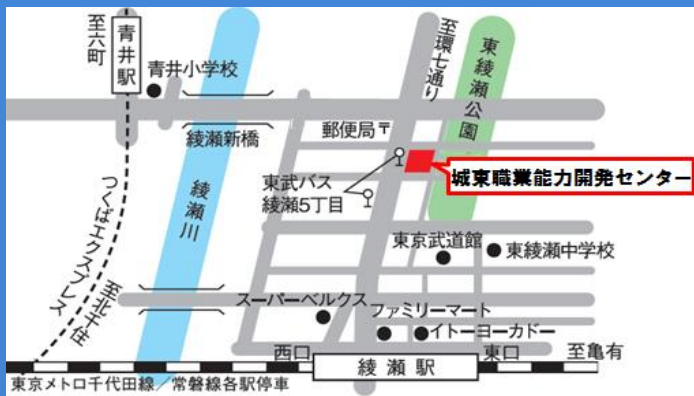 至六町
青井駅
青井小学校
綾瀬新橋
綾瀬川
つくばエクスプレス
至北千住
至環七通り
東綾瀬公園
郵便局〒
城東職業能力開発センター
東武バス
綾瀬5丁目
東京武道館
東綾瀬中学校
スーパーベルクス
ファミリーマート
イトーヨーカドー
西口
綾瀬駅
東口
至亀有
東京メトロ千代田線／常磐線各駅停車